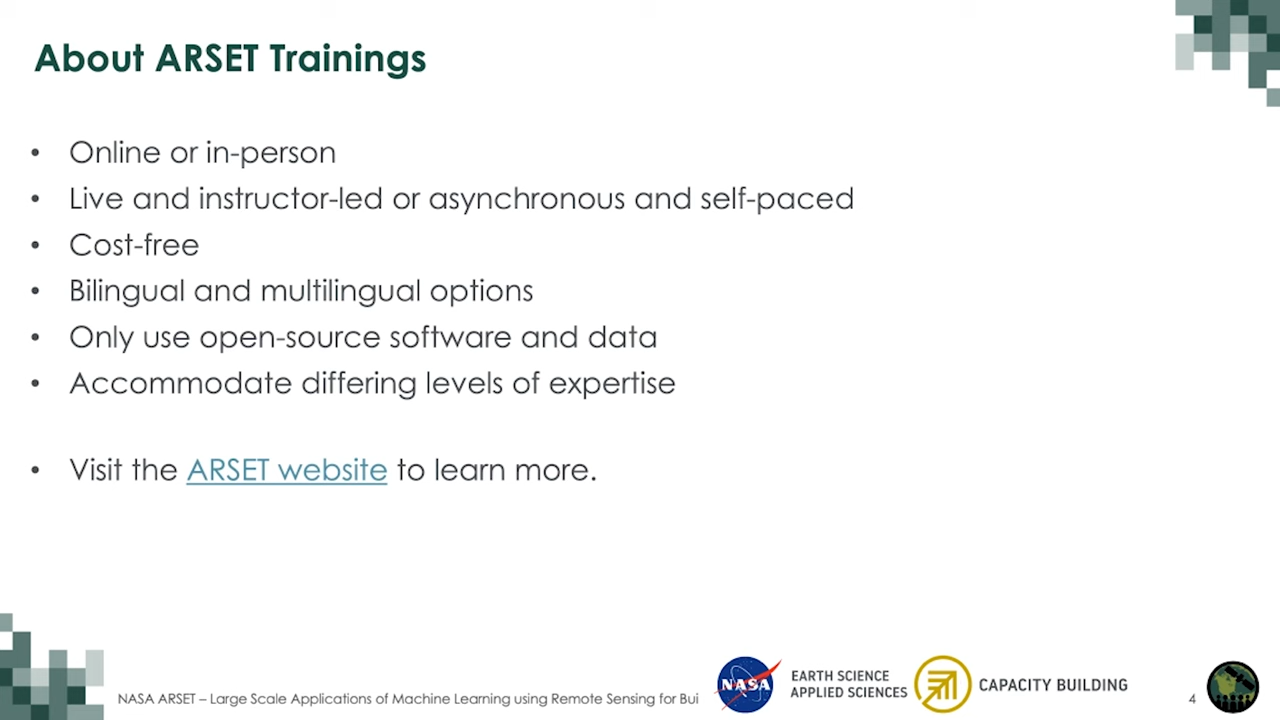 About ARSET Trainings
• Online or in-person
• Live and instructor-led or asynchronous and self-paced
• Cost-free
• Bilingual and multilingual options
• Only use open-source software and data
• Accommodate differing levels of expertise
• Visit the ARSET website to learn more.
NASA ARSET – Large Scale Applications of Machine Learning using Remote Sensing for Bui
NASA
EARTH SCIENCE
APPLIED SCIENCES
CAPACITY BUILDING
4